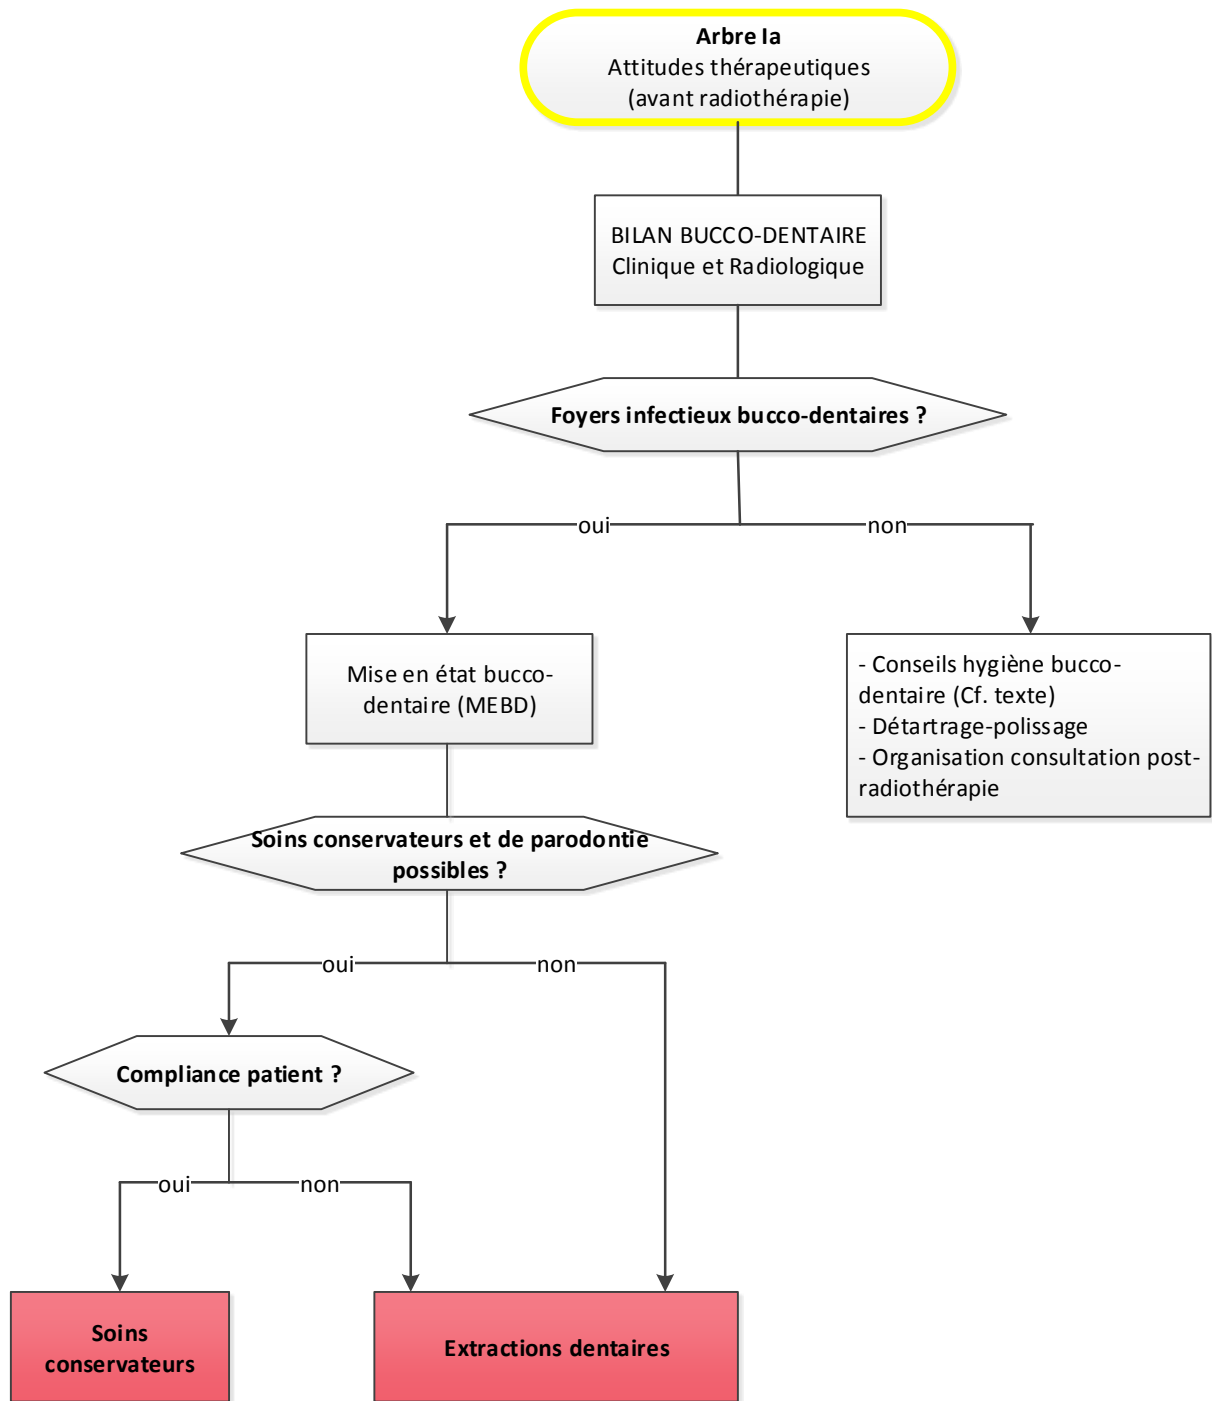 Arbre Ia
Attitudes thérapeutiques
(avant radiothérapie)
BILAN BUCCO-DENTAIRE
Clinique et Radiologique
Foyers infectieux bucco-dentaires ?
oui
non
Mise en état bucco-
dentaire (MEBD)
- Conseils hygiène bucco-
dentaire (Cf. texte)
- Détartrage-polissage
- Organisation consultation post-
radiothérapie
Soins conservateurs et de parodontie
possibles ?
oui
non
Compliance patient ?
oui
non
Soins
conservateurs
Extractions dentaires